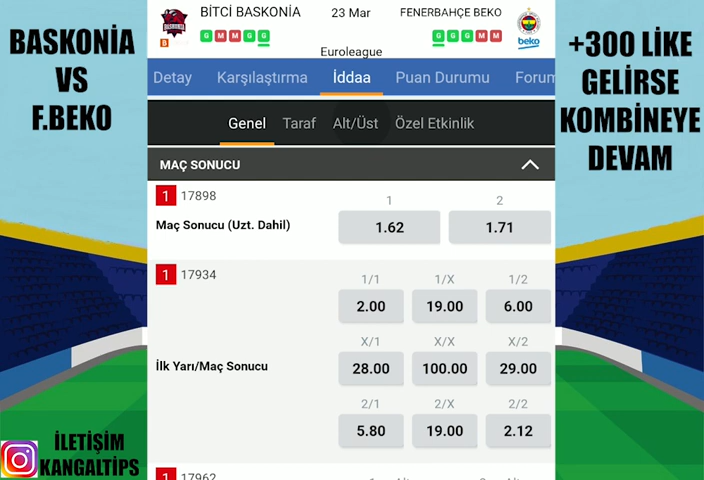 BASKONİA
VS
F.BEKO
BİTCİ BASKONİA
23 Mar
FENERBAHÇE BEKO
B
G M M G G
G G G M M
beko
Euroleague
Detay Karşılaştırma İddaa Puan Durumu Forum
Genel Taraf Alt/Üst Özel Etkinlik
MAÇ SONUCU
1 17898
Maç Sonucu (Uzt. Dahil)
1 2
1.62 1.71
1 17934
İlk Yarı/Maç Sonucu
1/1 1/X 1/2
2.00 19.00 6.00
X/1 X/X X/2
28.00 100.00 29.00
2/1 2/X 2/2
5.80 19.00 2.12
1 17962
+300 LİKE
GELİRSE
KOMBİNEYE
DEVAM
İLETİŞİM
KANGALTİPS